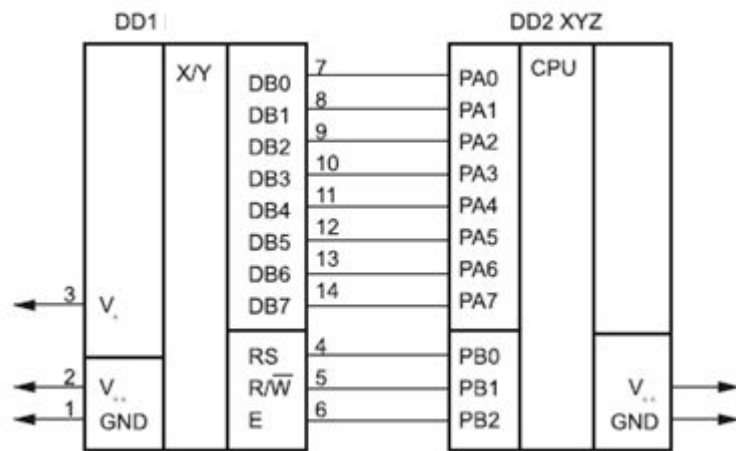 DD1 DD2 XYZ
X/Y CPU
DB0 7 PA0
DB1 8 PA1
DB2 9 PA2
DB3 10 PA3
DB4 11 PA4
DB5 12 PA5
DB6 13 PA6
DB7 14 PA7
3 V
RS 4 PB0
2 V R/W̅ 5 PB1 V
1 GND E 6 PB2 GND